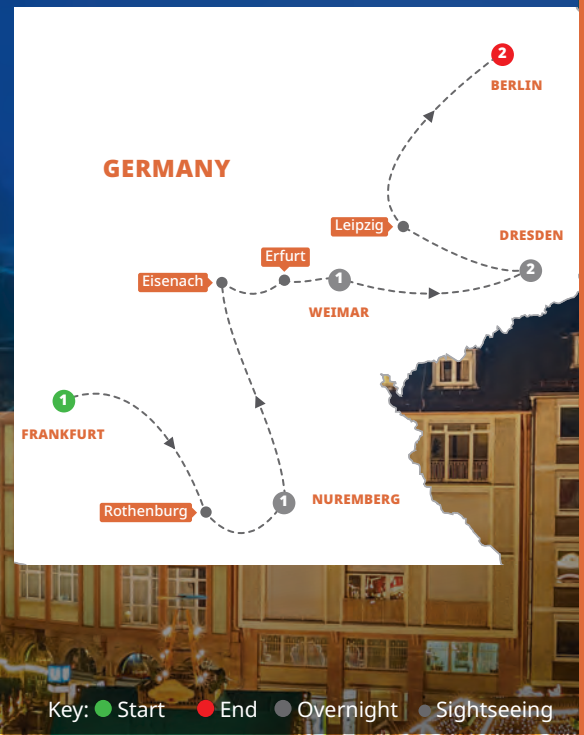 2
BERLIN
GERMANY
Leipzig
DRESDEN
2
Erfurt
Eisenach
1
WEIMAR
1
FRANKFURT
1
NUREMBERG
Rothenburg
Key: Start End Overnight Sightseeing